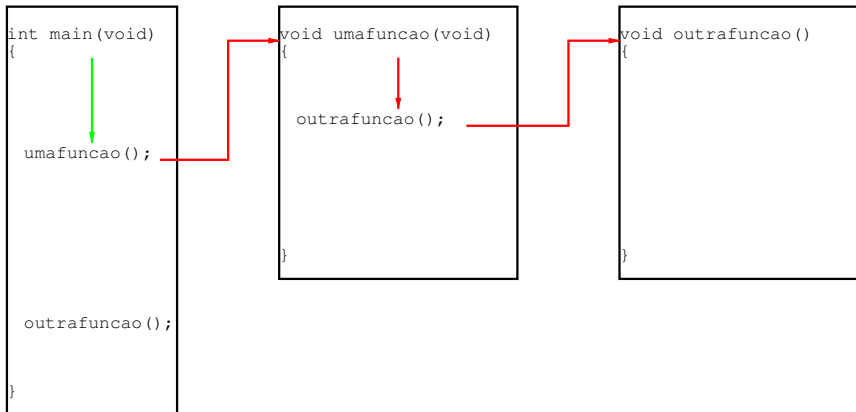 int main(void)
{
umafuncao();
outrafuncao();
}
void umafuncao(void)
{
outrafuncao();
}
void outrafuncao()
{
}